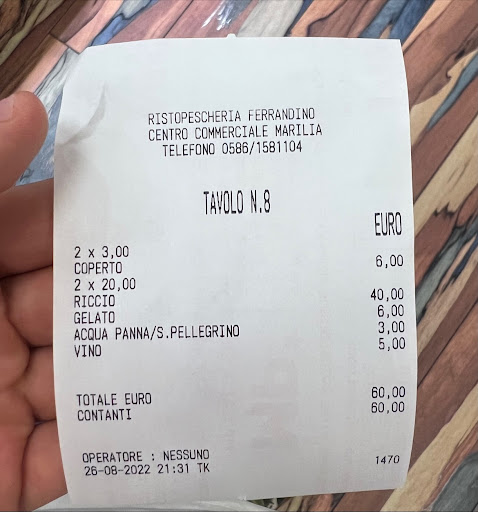 RISTOPESCHERIA FERRANDINO
CENTRO COMMERCIALE MARILIA
TELEFONO 0586/1581104
TAVOLO N.8
EURO
2 x 3,00
COPERTO 6,00
2 x 20,00
RICCIO 40,00
GELATO 6,00
ACQUA PANNA/S.PELLEGRINO 3,00
VINO 5,00
TOTALE EURO 60,00
CONTANTI 60,00
OPERATORE : NESSUNO
26-08-2022 21:31 TK 1470